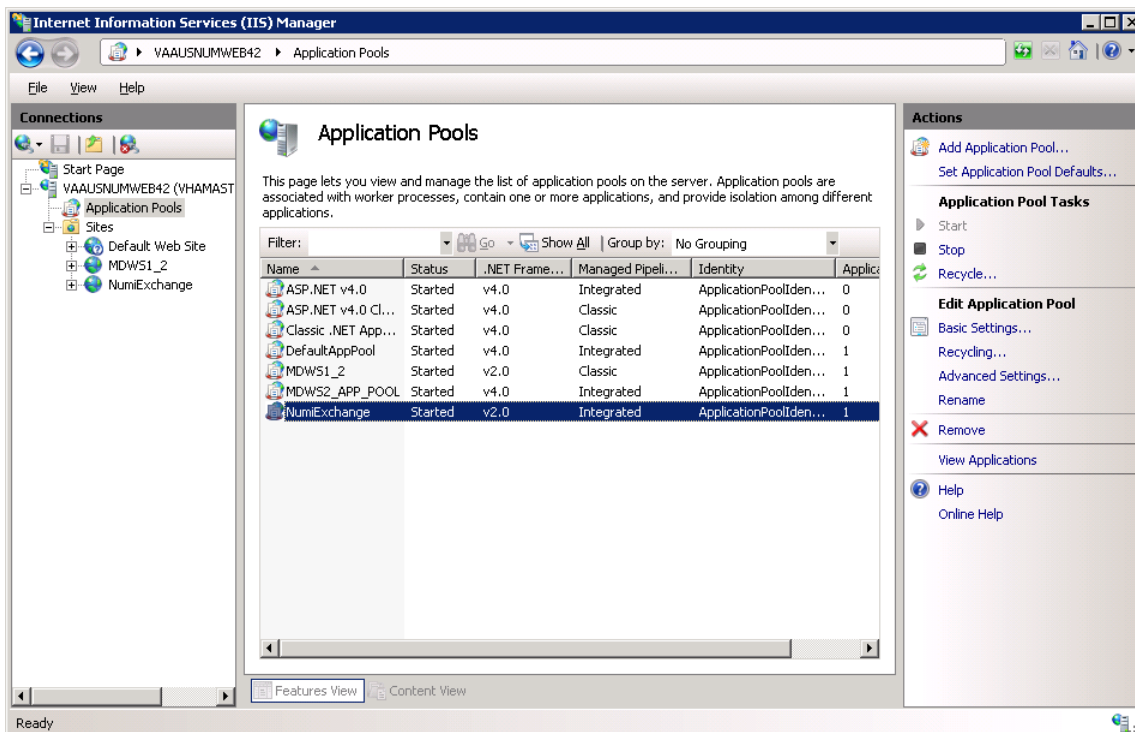 Internet Information Services (IIS) Manager
VAAUSNUMWEB42 Application Pools
File View Help
Connections
Start Page
VAAUSNUMWEB42 (VHAMAST
Application Pools
Sites
Default Web Site
MDWS1_2
NumiExchange
Application Pools
This page lets you view and manage the list of application pools on the server. Application pools are
associated with worker processes, contain one or more applications, and provide isolation among different
applications.
Filter: Go Show All Group by: No Grouping
Name Status .NET Frame... Managed Pipeli... Identity Applica
ASP.NET v4.0 Started v4.0 Integrated ApplicationPoolIden... 0
ASP.NET v4.0 Cl... Started v4.0 Classic ApplicationPoolIden... 0
Classic .NET App... Started v4.0 Classic ApplicationPoolIden... 0
DefaultAppPool Started v4.0 Integrated ApplicationPoolIden... 1
MDWS1_2 Started v2.0 Classic ApplicationPoolIden... 1
MDWS2_APP_POOL Started v4.0 Integrated ApplicationPoolIden... 1
NumiExchange Started v2.0 Integrated ApplicationPoolIden... 1
Features View Content View
Actions
Add Application Pool...
Set Application Pool Defaults...
Application Pool Tasks
Start
Stop
Recycle...
Edit Application Pool
Basic Settings...
Recycling...
Advanced Settings...
Rename
Remove
View Applications
Help
Online Help
Ready